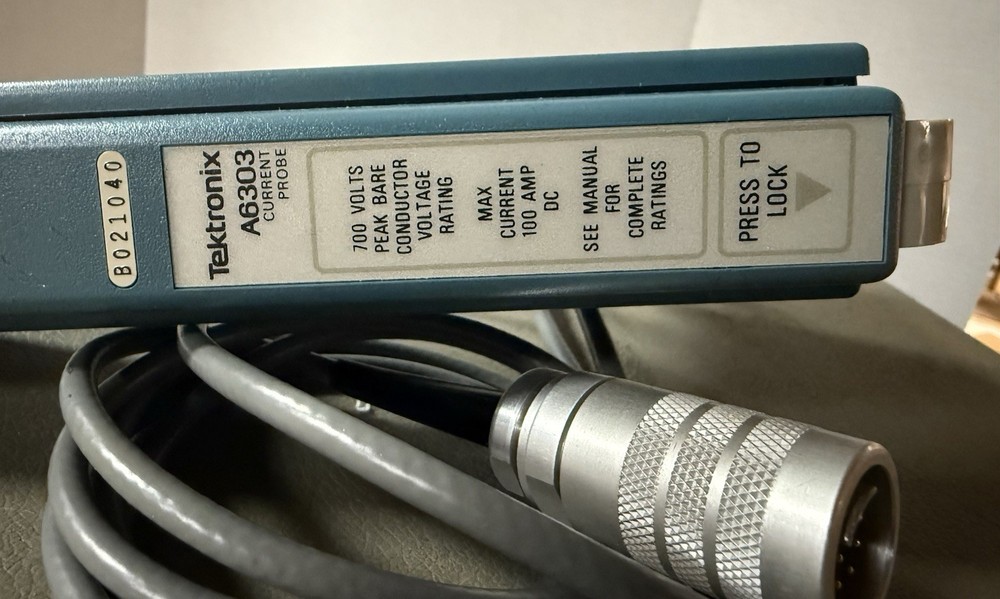 B021040
Tektronix
A6303
CURRENT
PROBE
700 VOLTS
PEAK BARE
CONDUCTOR
VOLTAGE
RATING
MAX
CURRENT
100 AMP
DC
SEE MANUAL
FOR
COMPLETE
RATINGS
PRESS TO
LOCK